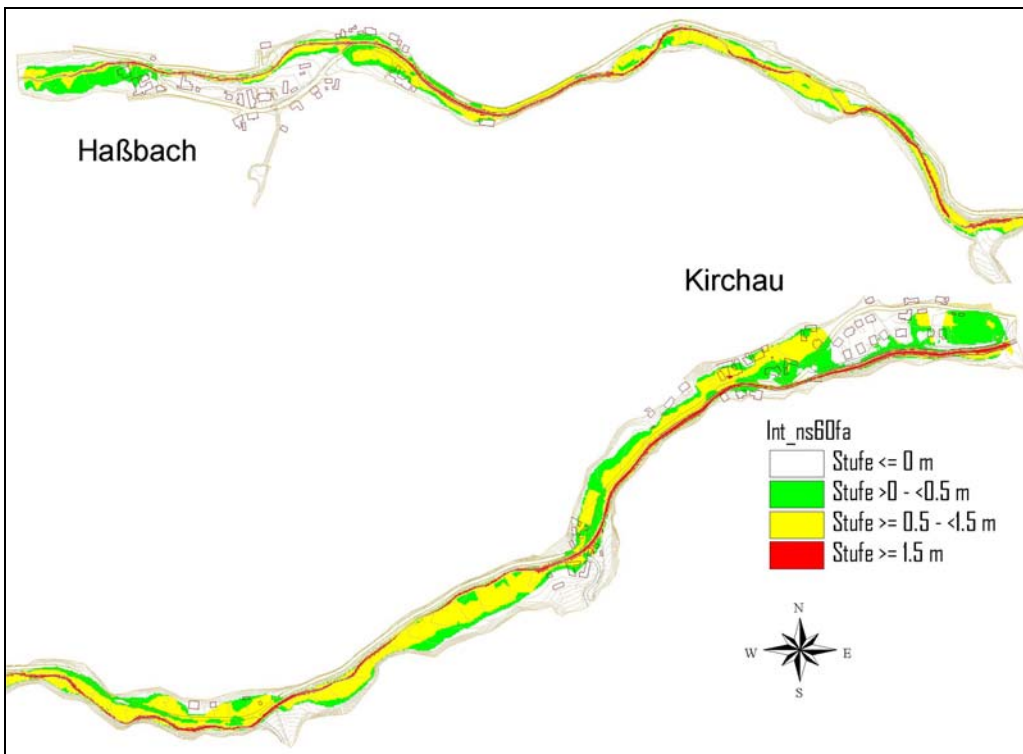 Haßbach
Kirchau
Int_ns60fa
Stufe <= 0 m
Stufe >0 - <0.5 m
Stufe >= 0.5 - <1.5 m
Stufe >= 1.5 m
N
W E
S